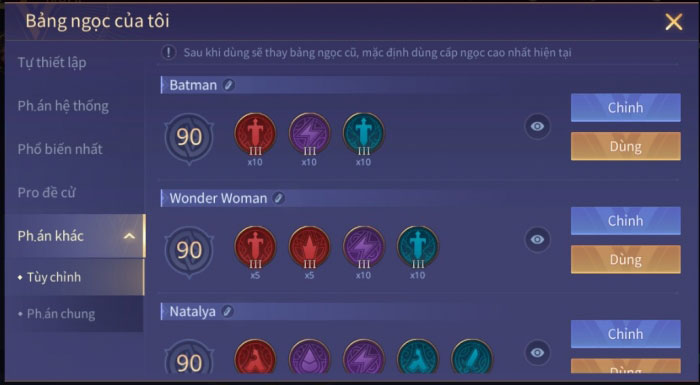 Bảng ngọc của tôi
Sau khi dùng sẽ thay bảng ngọc cũ, mặc định dùng cấp ngọc cao nhất hiện tại
Tự thiết lập
Ph.án hệ thống
Phổ biến nhất
Pro đề cử
Ph.án khác
Tùy chỉnh
Ph.án chung
Batman
90
III
x10
III
x10
III
x10
Chỉnh
Dùng
Wonder Woman
90
III
x5
III
x5
III
x10
III
x10
Chỉnh
Dùng
Natalya
90
Chỉnh
Dùng